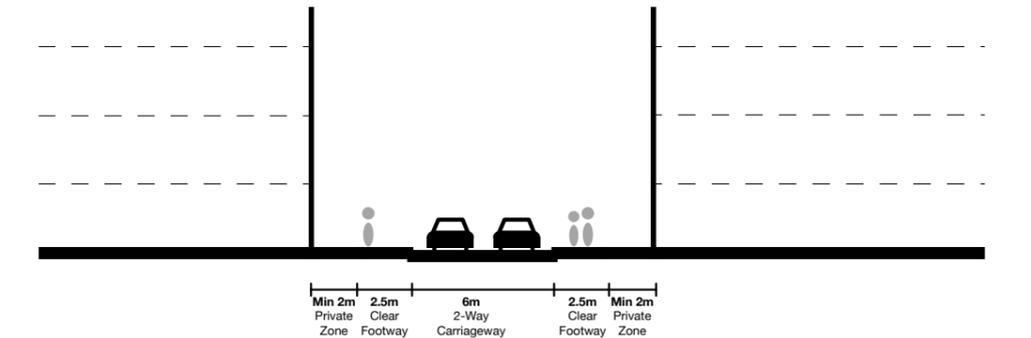 Min 2m
Private
Zone
2.5m
Clear
Footway
6m
2-Way
Carriageway
2.5m
Clear
Footway
Min 2m
Private
Zone